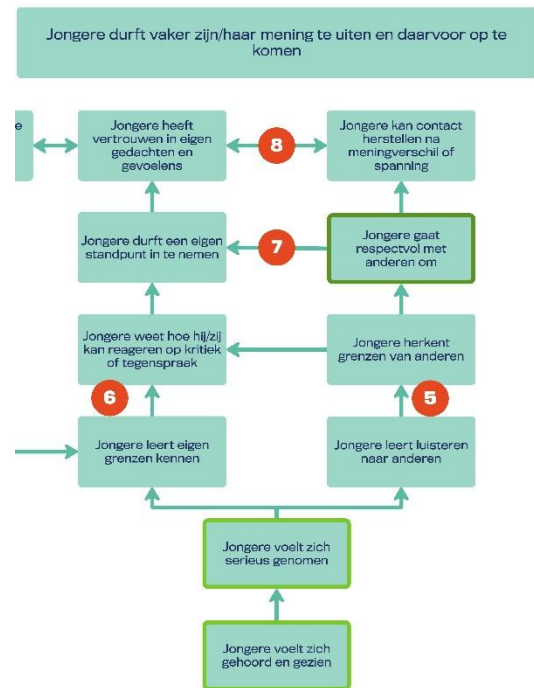 Jongere durft vaker zijn/haar mening te uiten en daarvoor op te
komen
e
Jongere heeft
vertrouwen in eigen
gedachten en
gevoelens
8
Jongere kan contact
herstellen na
meningverschil of
spanning
Jongere durft een eigen
standpunt in te nemen
7
Jongere gaat
respectvol met
anderen om
Jongere weet hoe hij/zij
kan reageren op kritiek
of tegenspraak
Jongere herkent
grenzen van anderen
6
5
Jongere leert eigen
grenzen kennen
Jongere leert luisteren
naar anderen
Jongere voelt zich
serieus genomen
Jongere voelt zich
gehoord en gezien